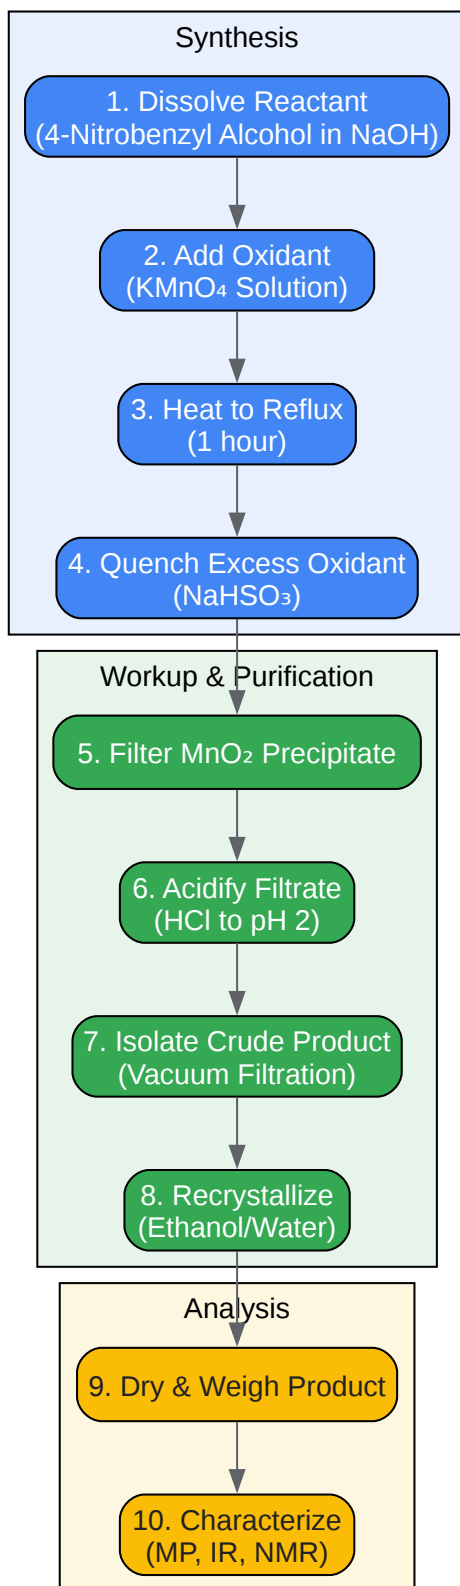 Synthesis
1. Dissolve Reactant
(4-Nitrobenzyl Alcohol in NaOH)
2. Add Oxidant
(KMnO₄ Solution)
3. Heat to Reflux
(1 hour)
4. Quench Excess Oxidant
(NaHSO₃)
Workup & Purification
5. Filter MnO₂ Precipitate
6. Acidify Filtrate
(HCl to pH 2)
7. Isolate Crude Product
(Vacuum Filtration)
8. Recrystallize
(Ethanol/Water)
Analysis
9. Dry & Weigh Product
10. Characterize
(MP, IR, NMR)